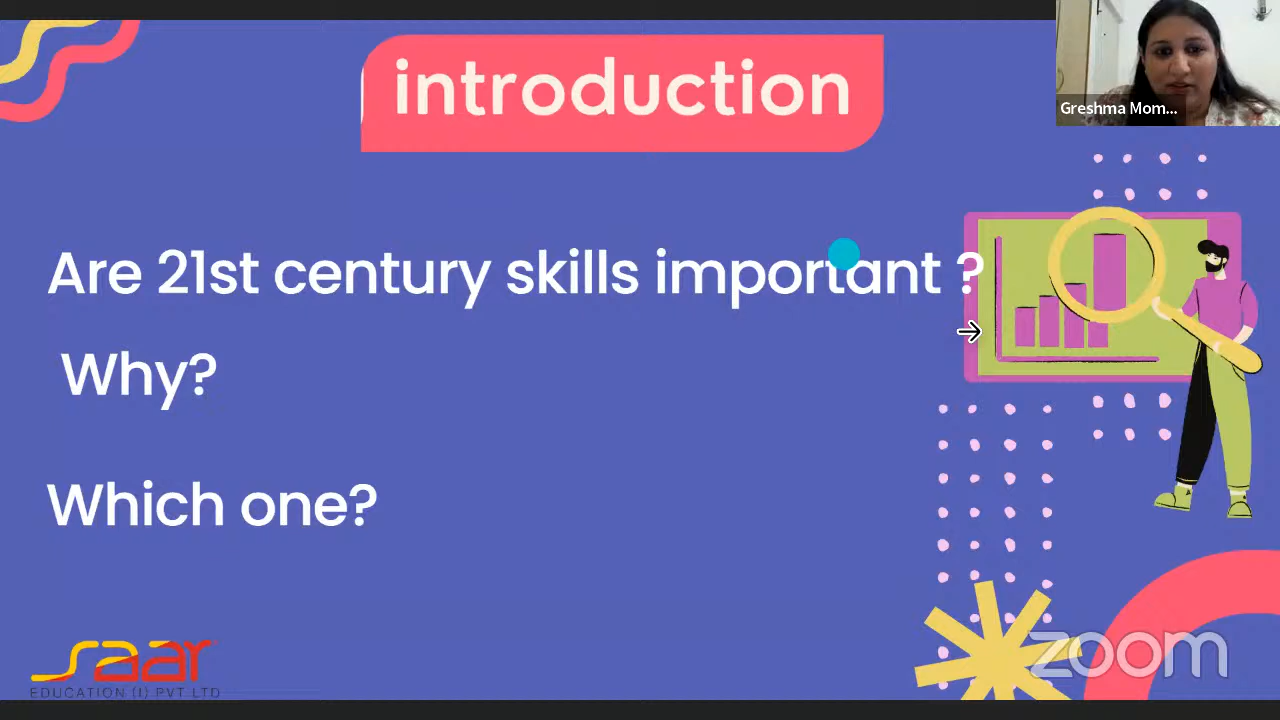 introduction
Greshma Mom...
Are 21st century skills important ?
Why?
Which one?
saar
EDUCATION (I) PVT. LTD
zoom